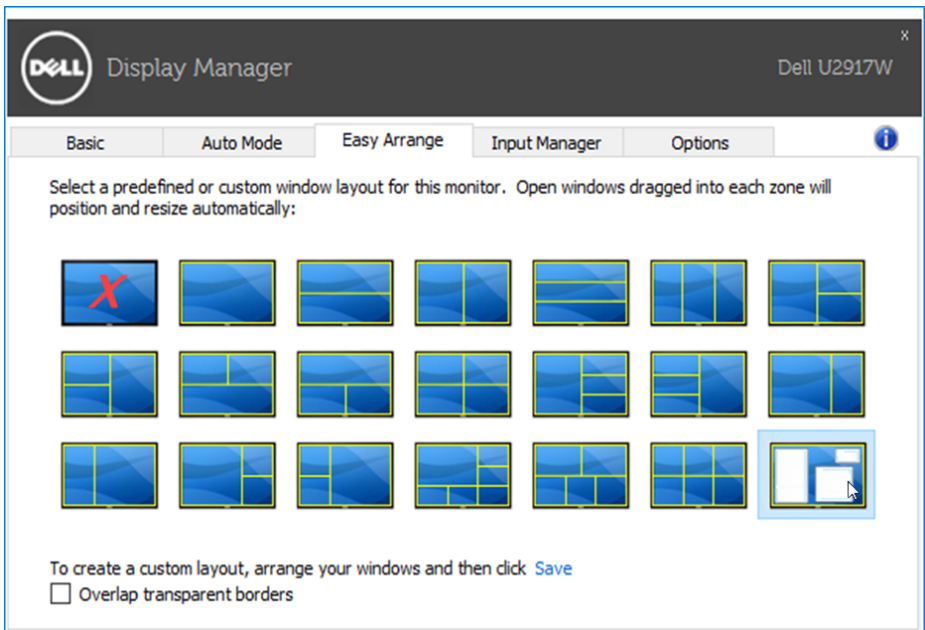 x
DELL Display Manager Dell U2917W
Basic Auto Mode Easy Arrange Input Manager Options i
Select a predefined or custom window layout for this monitor. Open windows dragged into each zone will
position and resize automatically:
X
To create a custom layout, arrange your windows and then click Save
Overlap transparent borders